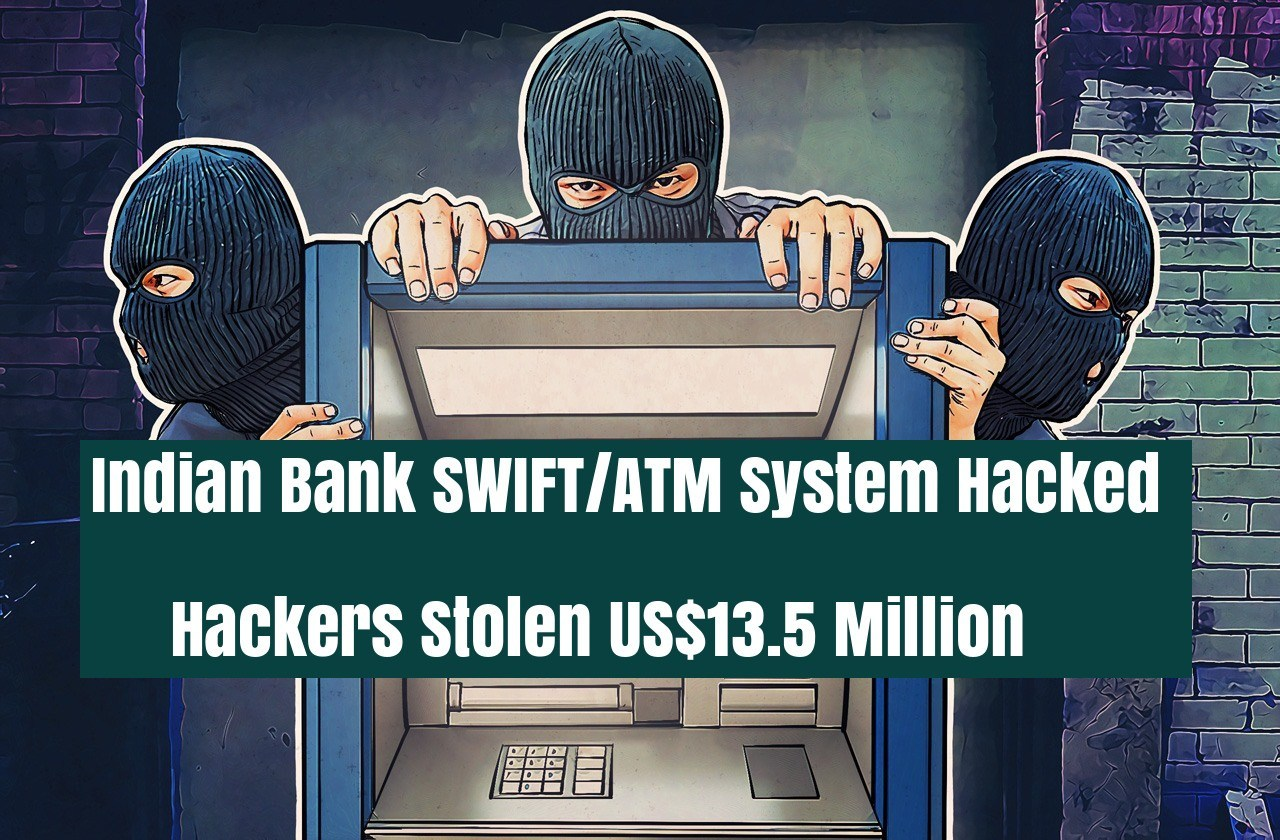 Indian Bank SWIFT/ATM System Hacked
Hackers Stolen US$13.5 Million